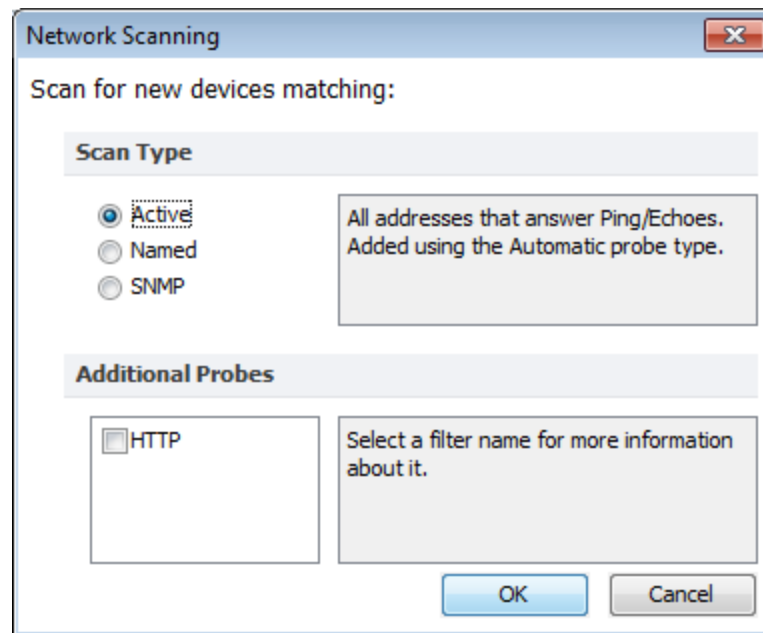 Network Scanning
Scan for new devices matching:
Scan Type
Active
Named
SNMP
All addresses that answer Ping/Echoes.
Added using the Automatic probe type.
Additional Probes
HTTP
Select a filter name for more information
about it.
OK
Cancel